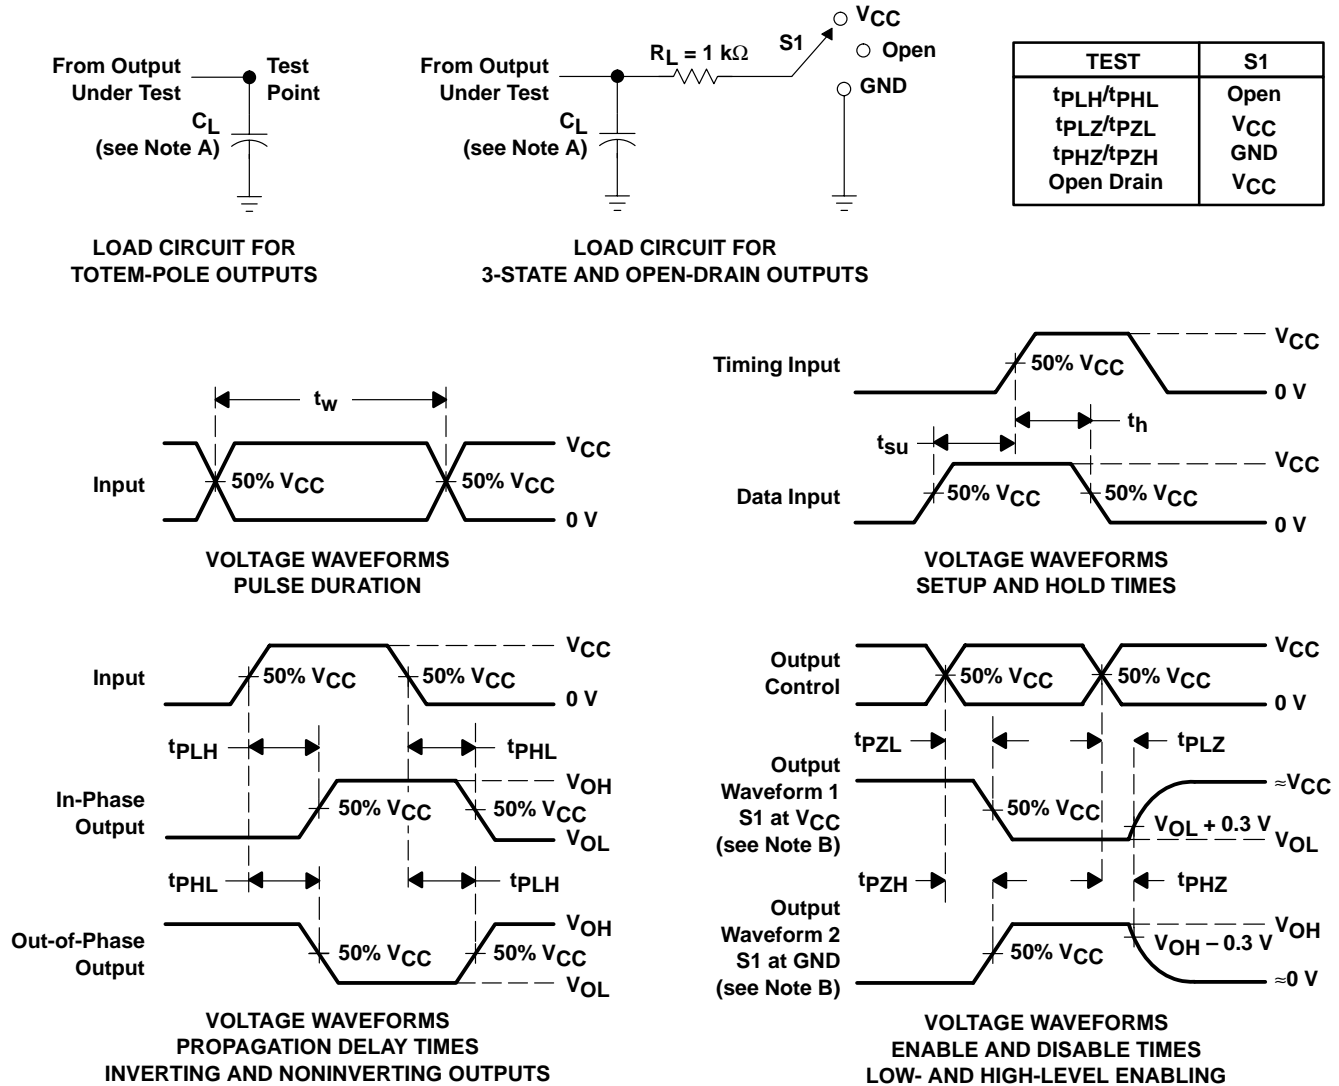 From Output
Under Test
Test
Point
CL
(see Note A)
LOAD CIRCUIT FOR
TOTEM-POLE OUTPUTS
From Output
Under Test
RL = 1 kΩ
S1
VCC
Open
GND
CL
(see Note A)
LOAD CIRCUIT FOR
3-STATE AND OPEN-DRAIN OUTPUTS
TEST S1
tPLH/tPHL Open
tPLZ/tPZL VCC
tPHZ/tPZH GND
Open Drain VCC
tw
Input
50% VCC
50% VCC
VCC
0 V
VOLTAGE WAVEFORMS
PULSE DURATION
Timing Input
50% VCC
VCC
0 V
tsu
th
Data Input
50% VCC
50% VCC
VCC
0 V
VOLTAGE WAVEFORMS
SETUP AND HOLD TIMES
Input
50% VCC
50% VCC
VCC
0 V
tPLH
tPHL
In-Phase
Output
50% VCC
50% VCC
VOH
VOL
tPHL
tPLH
Out-of-Phase
Output
50% VCC
50% VCC
VOH
VOL
VOLTAGE WAVEFORMS
PROPAGATION DELAY TIMES
INVERTING AND NONINVERTING OUTPUTS
Output
Control
50% VCC
50% VCC
VCC
0 V
tPZL
tPLZ
Output
Waveform 1
S1 at VCC
(see Note B)
50% VCC
≈VCC
VOL + 0.3 V
VOL
tPZH
tPHZ
Output
Waveform 2
S1 at GND
(see Note B)
50% VCC
VOH
VOH − 0.3 V
≈0 V
VOLTAGE WAVEFORMS
ENABLE AND DISABLE TIMES
LOW- AND HIGH-LEVEL ENABLING